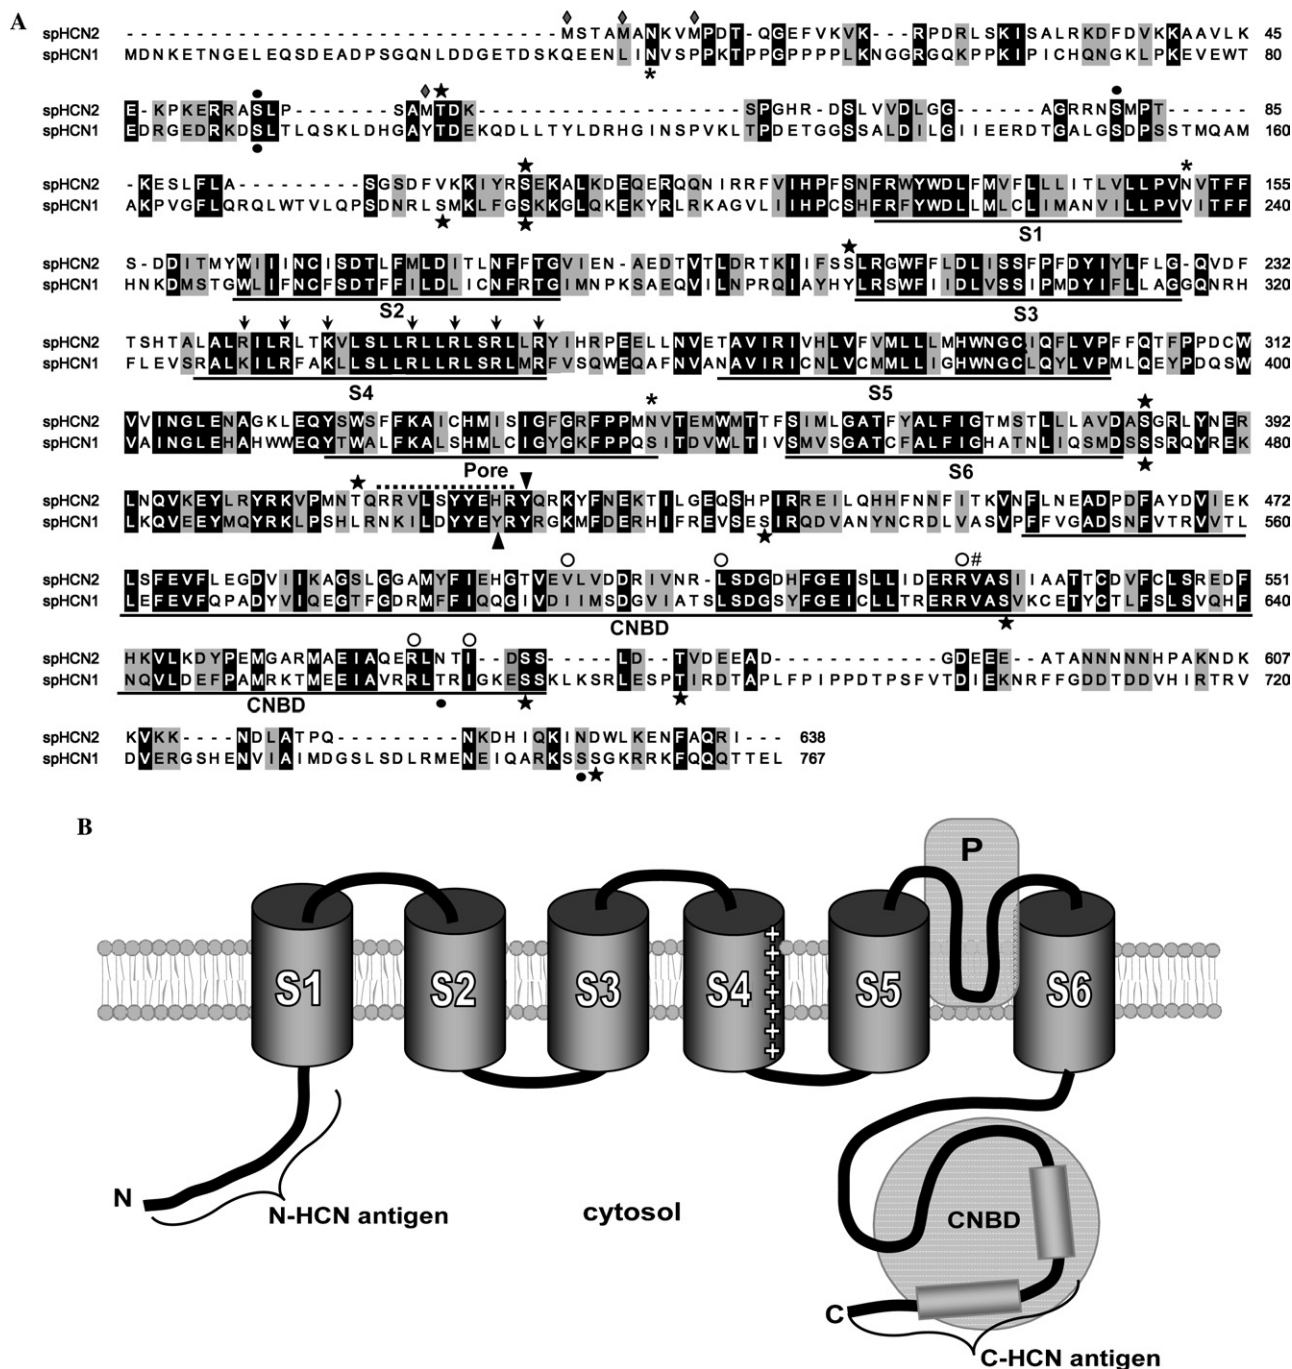 A
spHCN2 - - - - - - - - - - - - - - - - - - - - - - - - - - - - MSTAMANKVMPDT-QGEFVKVK--RPDRLSKISALRKDFDVKKAAVLK 45
spHCN1 MDNKETNGELEQSDEADPSGQNLDDGETDSKQEENLINVSPPKTPPGPPPPLKNGGRGQKPPKIPICHQNGKLPKEVEWT 80
*
spHCN2 E-KPKERRASLP-------SAMTDK------------------SPGHR-DSLVVDLGG------AGRRNSMPT------- 85
spHCN1 EDRGEDRKDSLTLQSKLDHGAYTDEKQDLLTYLDRHGINSPVKLTPDETGGSSALDILGIIEERDTGALGSDPSSTMQAM 160
*
spHCN2 -KESLFLA--------SGSDFVKKIYRSEKALKDEQERQQNIRRFVIHPFSNFRWYWDLFMVFLLLITLVLLPVNVTFF 155
spHCN1 AKPVGFLQRQLWTVLQPSDNRLSMKLFGSKKGLQKEKYRLRKAGVLIIHPCSHFRFYWDLLMLCLIMANVILLPVVITFF 240
S1
spHCN2 S-DDITMYWIIINCISDTLFMLDITLNFFTGVIEN-AEDTVTLDRTKIIFSSLRGWFFLDLISSFPFDYIYLFLG-QVDF 232
spHCN1 HNKDMSTGWLIFNCFSDTFFILDLICNFRTGIMNPKSAEQVILNPRQIAYHYLRSWFIIDLVSSIPMDYIFLLAGGQNRH 320
S2 S3
spHCN2 TSHTALALRILRLTKVLSLLRLLRLSRLLRYIHRPEELLNVETAVIRIVHLVFVMLLLMHWNGCIQFLVPFFQTFPPDCW 312
spHCN1 FLEVSRALKILRFAKLLSLLRLLRLSRLMRFVSQWEQAFNVANAVIRICNLVCMMLLIGHWNGCLQYLVPMLQEYPDQSW 400
S4 S5
*
spHCN2 VVINGLENAGKLEQYSWSFFKAICHMISIGFGRFPPMNVTEMWMTTFSIMLGATFYALFIGTMSTLLLAVDASGRLYNER 392
spHCN1 VAINGLEHAHWWEQYTWALFKALSHMLCIGYGKFPPQSITDVWLTIVSMVSGATCFALFIGHATNLIQSMDSSSRQYREK 480
Pore S6
spHCN2 LNQVKEYLRYRKVPMNTQRRVLSYYEHRYQRKYFNEKTILGEQSHPIRREILQHHFNNFITKVNFLNEADPDFAYDVIEK 472
spHCN1 LKQVEEYMQYRKLPSHLRNKILDYYEYRYRGKMFDERHIFREVSESIRQDVANYNCRDLVASVPFFVGADSNFVTRVVTL 560
#
spHCN2 LSFEVFLEGDVIIKAGSLGGAMYFIEHGTVEVLVDDRIVNR-LSDGDHFGEISLLIDERRVASIIAATTCDVFCLSREDF 551
spHCN1 LEFEVFQPADYVIQEGTFGDRMFFIQQGIVDIIMSDGVIATSLSDGSYFGEICLLTRERRVASVKCETYCTLFSLSVQHF 640
CNBD
spHCN2 HKVLKDYPEMGARMAEIAQERLNTI--DSS------LD--TVDEEAD----------GDEEE-ATANNNNNHPAKNDK 607
spHCN1 NQVLDEFPAMRKTMEEIAVRRLTRIGKESSKLKSRLESPTIRDTAPLFPIPPDTPSFVTDIEKNRFFGDDTDDVHIRTRV 720
CNBD
spHCN2 KVKK----NDLATPQ---------NKDHIQKINDWLKENFAQRI--- 638
spHCN1 DVERGSHENVIAIMDGSLSDLRMENEIQARKSSSGKRRKFQQQTTEL 767
B
P
S1 S2 S3 S4 S5 S6
+
+
+
+
+
+
+
N
N-HCN antigen
cytosol
CNBD
C
C-HCN antigen